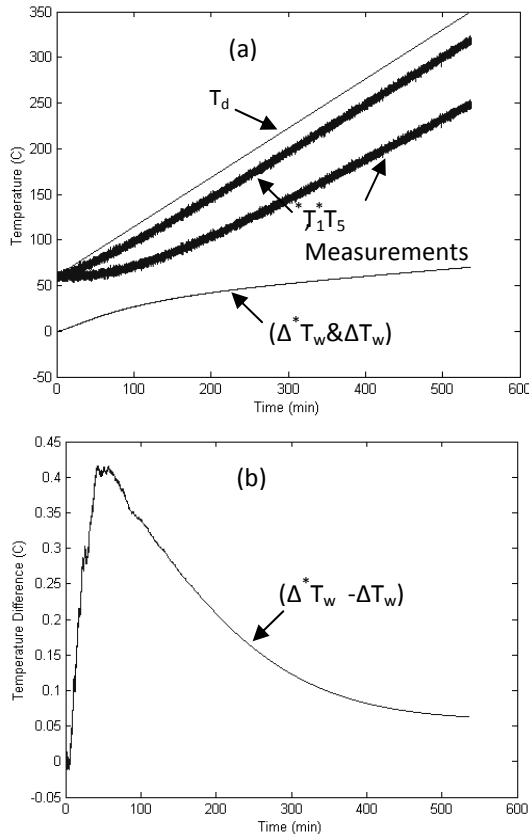 350
(a)
300
T_d
250
200
150
*T_1 *T_5
100
Measurements
50
0
(Δ*T_w&ΔT_w)
-50
0 100 200 300 400 500 600
Time (min)
Temperature (C)
0.45
(b)
0.4
0.35
0.3
0.25
0.2
(Δ*T_w -ΔT_w)
0.15
0.1
0.05
0
-0.05
0 100 200 300 400 500 600
Time (min)
Temperature Difference (C)